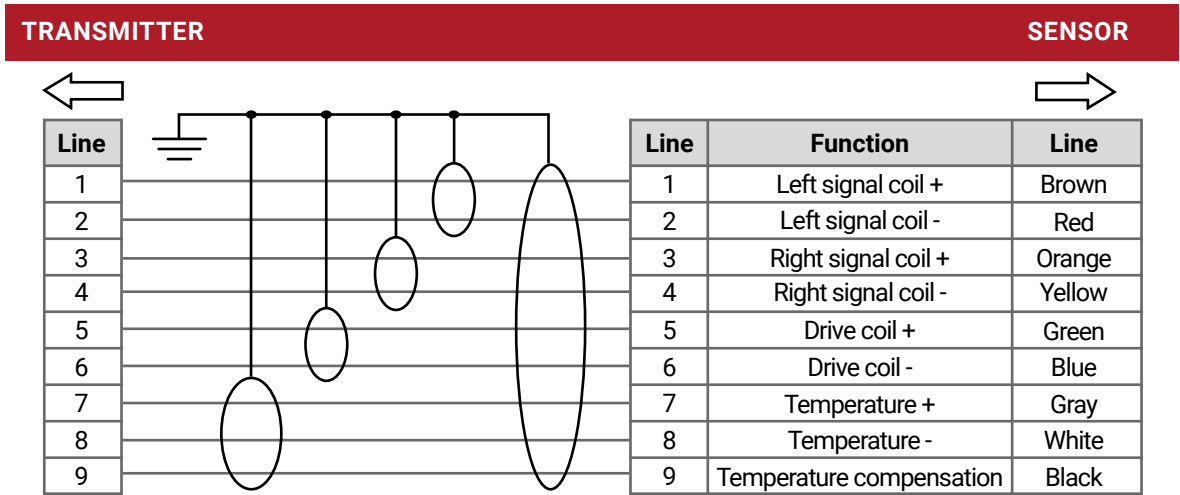 TRANSMITTER SENSOR
Line Line Function Line
1 1 Left signal coil + Brown
2 2 Left signal coil - Red
3 3 Right signal coil + Orange
4 4 Right signal coil - Yellow
5 5 Drive coil + Green
6 6 Drive coil - Blue
7 7 Temperature + Gray
8 8 Temperature - White
9 9 Temperature compensation Black